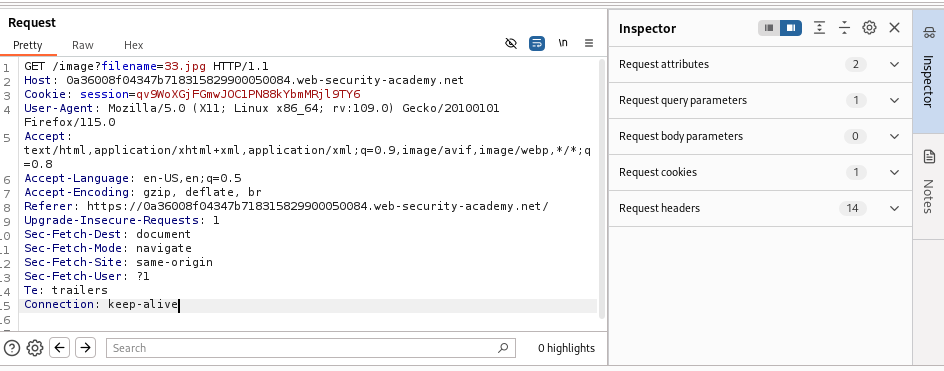 Request
Pretty Raw Hex
\n
1 GET /image?filename=33.jpg HTTP/1.1
2 Host: 0a36008f04347b718315829900050084.web-security-academy.net
3 Cookie: session=qv9WoXGjFGmwJOC1PN88kYbmMRjl9TY6
4 User-Agent: Mozilla/5.0 (X11; Linux x86_64; rv:109.0) Gecko/20100101
Firefox/115.0
5 Accept:
text/html,application/xhtml+xml,application/xml;q=0.9,image/avif,image/webp,*/*;q
=0.8
6 Accept-Language: en-US,en;q=0.5
7 Accept-Encoding: gzip, deflate, br
8 Referer: https://0a36008f04347b718315829900050084.web-security-academy.net/
9 Upgrade-Insecure-Requests: 1
10 Sec-Fetch-Dest: document
11 Sec-Fetch-Mode: navigate
12 Sec-Fetch-Site: same-origin
13 Sec-Fetch-User: ?1
14 Te: trailers
15 Connection: keep-alive
16
Search
0 highlights
Inspector
Request attributes 2
Request query parameters 1
Request body parameters 0
Request cookies 1
Request headers 14
Inspector
Notes